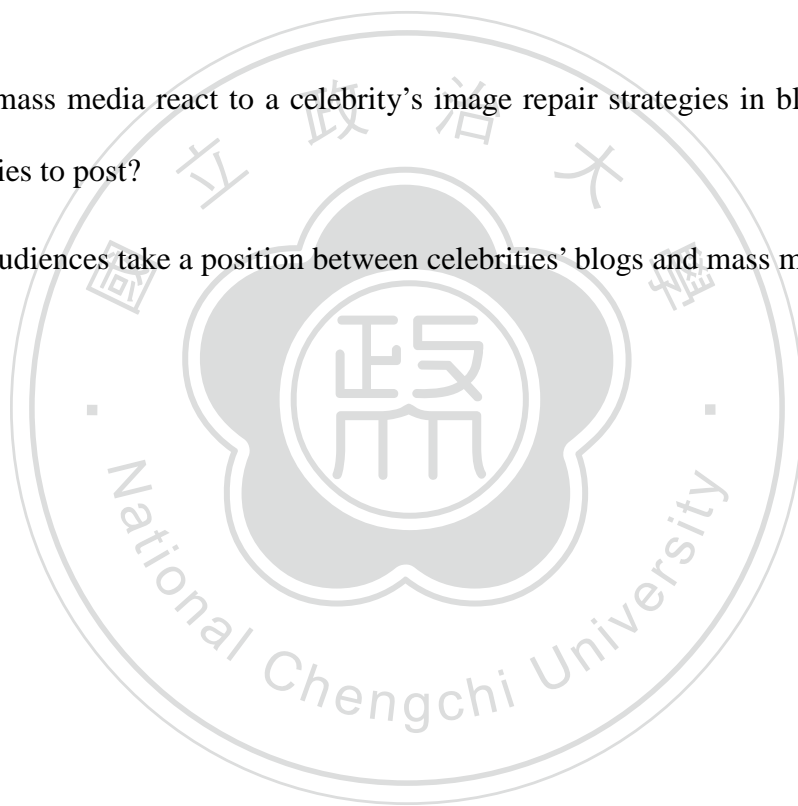 mass media react to a celebrity’s image repair strategies in bl
ies to post?
udiences take a position between celebrities’ blogs and mass m
國立政治大學
政
National Chengchi University